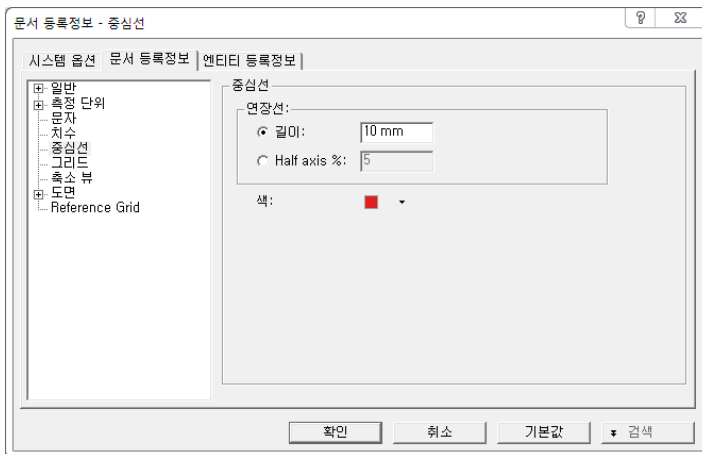 문서 등록정보 - 중심선
시스템 옵션 문서 등록정보 엔티티 등록정보
일반
측정 단위
문자
치수
중심선
그리드
축소 뷰
도면
Reference Grid
중심선
연장선:
길이: 10 mm
Half axis %: 5
색:
확인 취소 기본값 검색